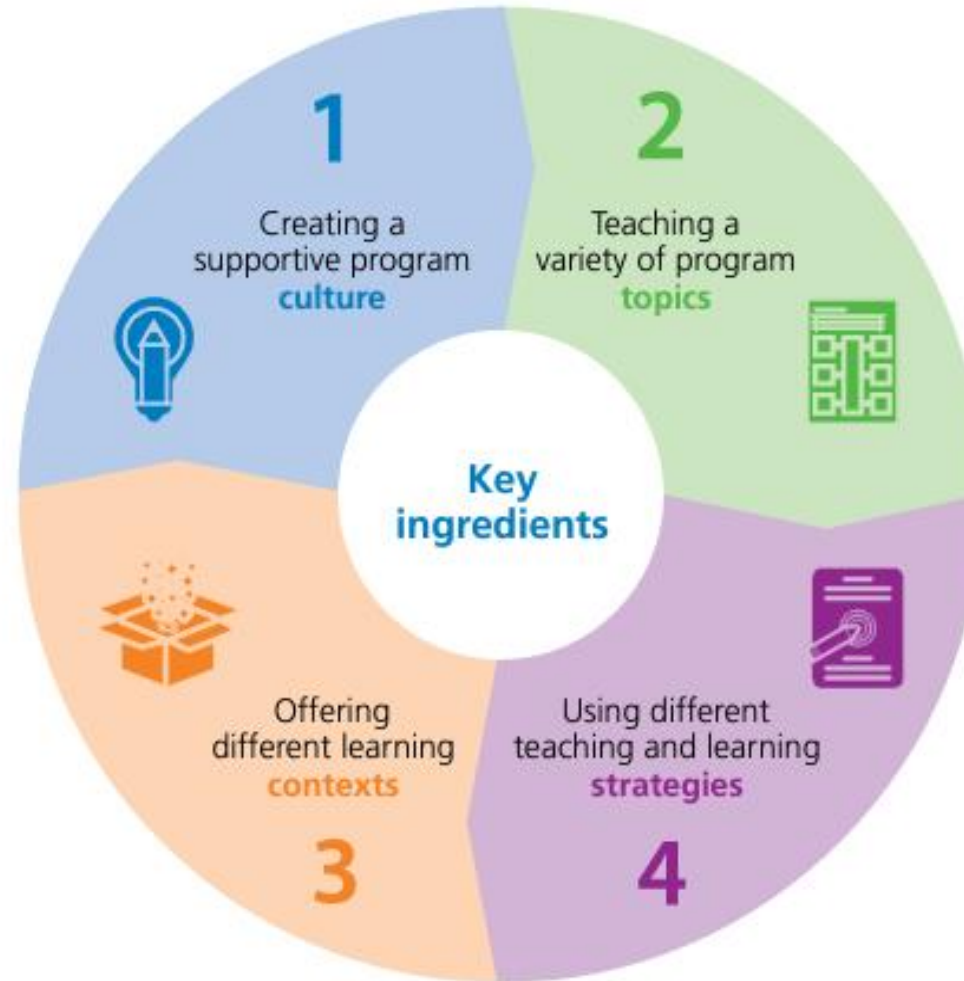 1
Creating a
supportive program
culture
2
Teaching a
variety of program
topics
Key
ingredients
Offering
different learning
contexts
3
Using different
teaching and learning
strategies
4